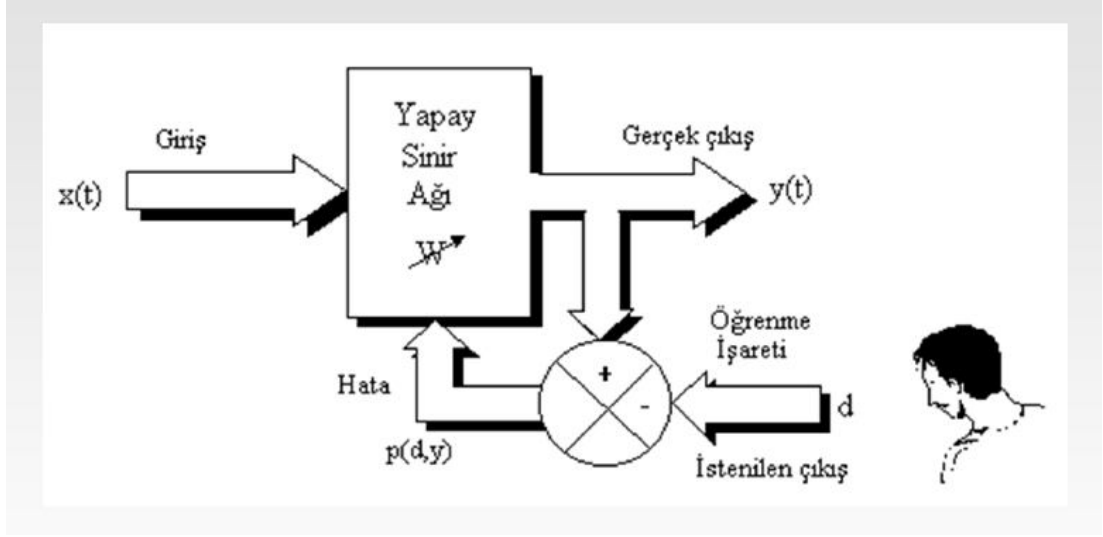 Giriş
x(t)
Yapay
Sinir
Ağı
W
Gerçek çıkış
y(t)
Öğrenme
İşareti
+
-
d
Hata
p(d,y)
İstenilen çıkış